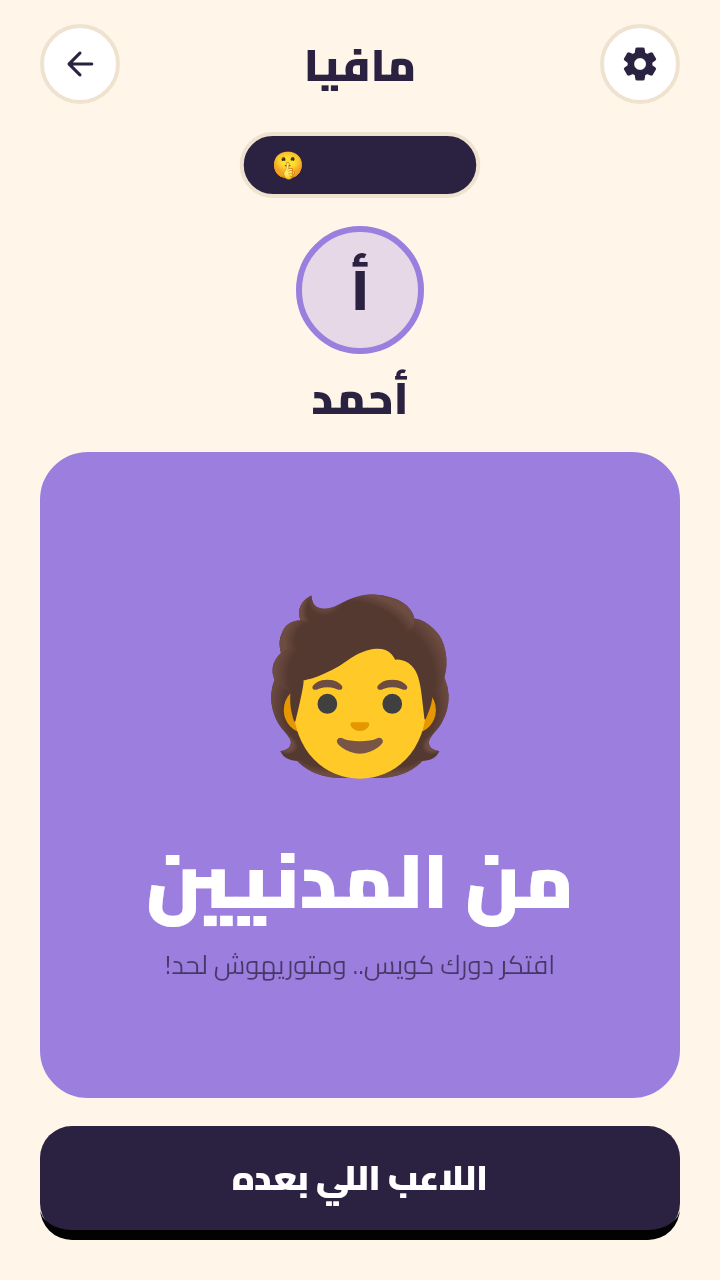 مافيا
🤫
أ
أحمد
من المدنيين
افتكر دورك كويس.. ومتوريهوش لحد!
اللاعب اللي بعده